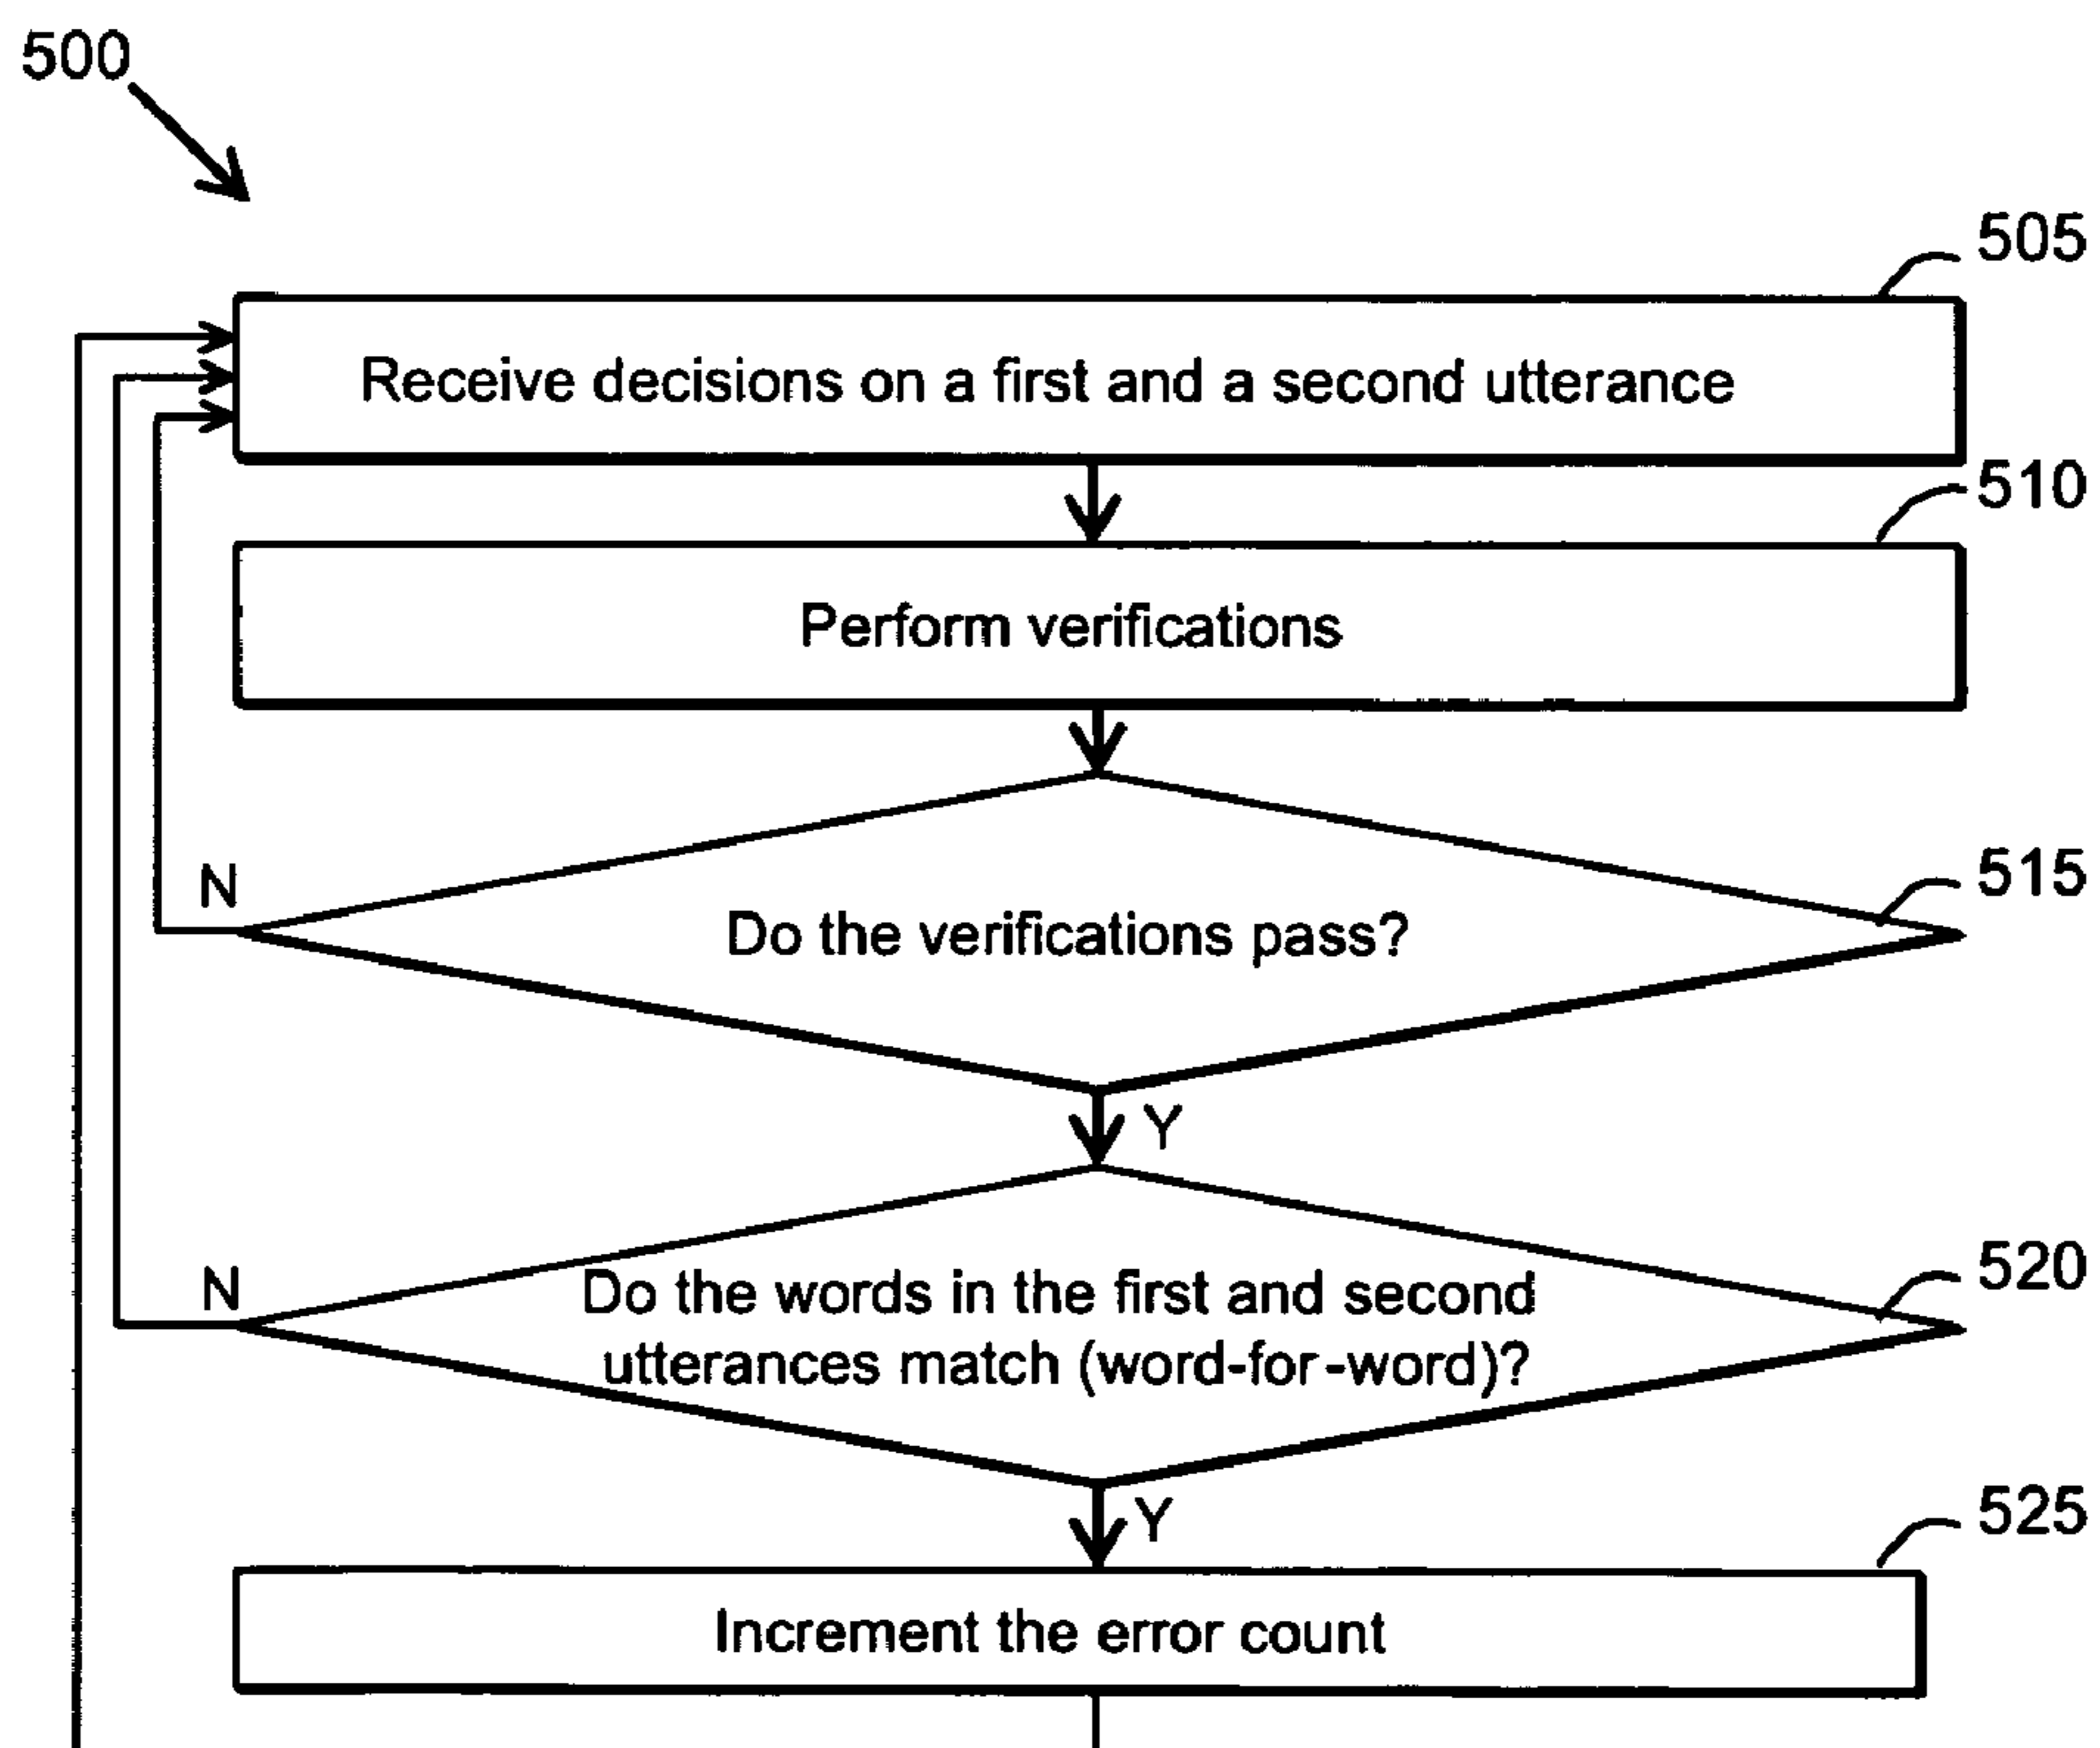 500
505
Receive decisions on a first and a second utterance
510
Perform verifications
515
N
Do the verifications pass?
Y
520
N
Do the words in the first and second
utterances match (word-for-word)?
Y
525
Increment the error count